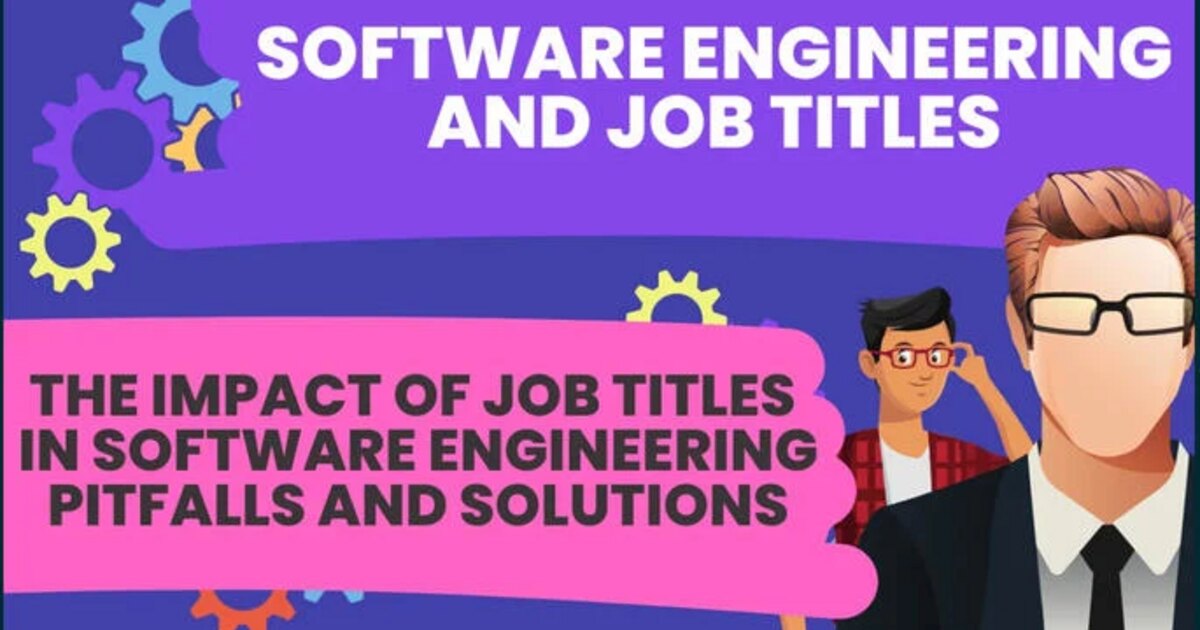 SOFTWARE ENGINEERING
AND JOB TITLES
THE IMPACT OF JOB TITLES
IN SOFTWARE ENGINEERING
PITFALLS AND SOLUTIONS